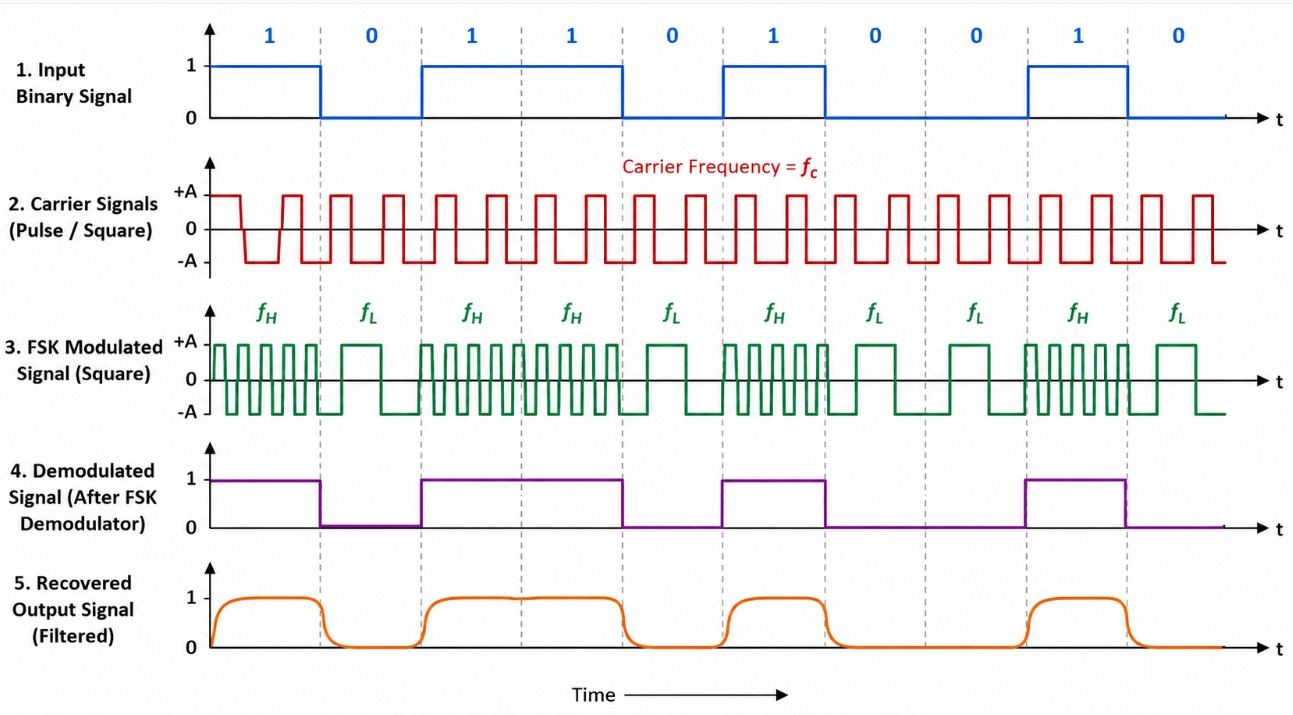 1 0 1 1 0 1 0 0 1 0
1. Input
Binary Signal
1
0
t
Carrier Frequency = fc
2. Carrier Signals
(Pulse / Square)
+A
0
-A
t
fH fL fH fH fL fH fL fL fH fL
3. FSK Modulated
Signal (Square)
+A
0
-A
t
4. Demodulated
Signal (After FSK
Demodulator)
1
0
t
5. Recovered
Output Signal
(Filtered)
1
0
t
Time